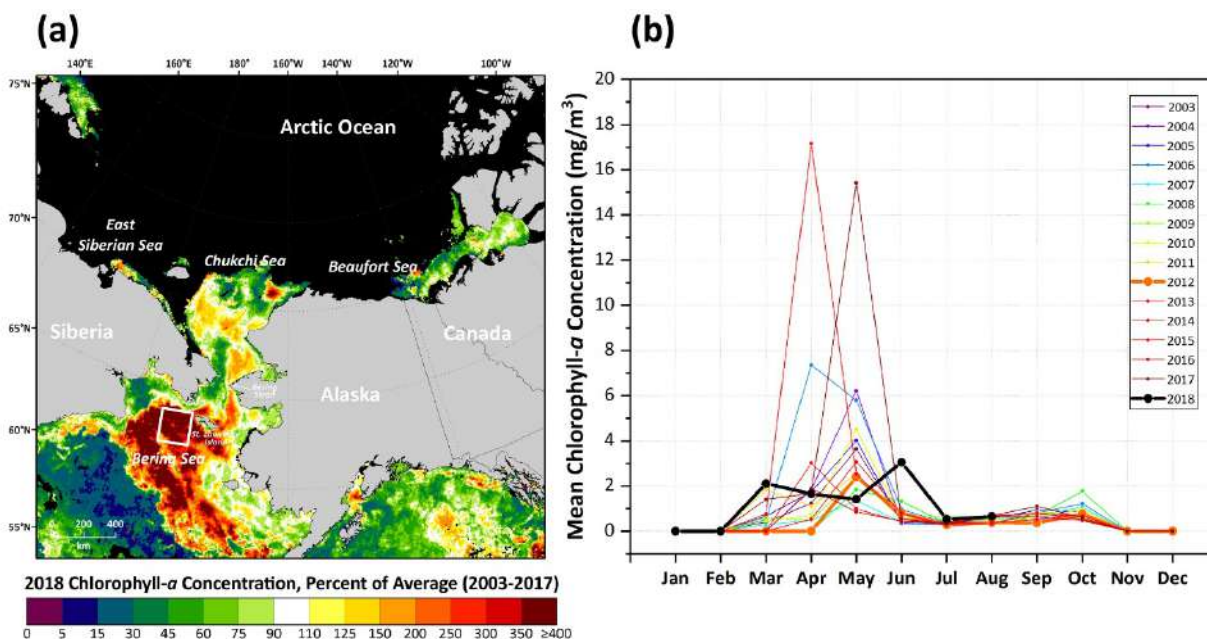 (a)
(b)
140°E 160°E 180° 160°W 140°W 120°W 100°W
75°N
70°N
65°N
60°N
55°N
Arctic Ocean
East
Siberian Sea
Chukchi Sea
Beaufort Sea
Siberia
Canada
Alaska
Bering
Strait
St. Lawrence
Island
Bering Sea
0 200 400
km
2018 Chlorophyll-a Concentration, Percent of Average (2003-2017)
0 5 15 30 45 60 75 90 110 125 150 200 250 300 350 ≥400
Mean Chlorophyll-a Concentration (mg/m³)
20
18
16
14
12
10
8
6
4
2
0
Jan Feb Mar Apr May Jun Jul Aug Sep Oct Nov Dec
2003
2004
2005
2006
2007
2008
2009
2010
2011
2012
2013
2014
2015
2016
2017
2018